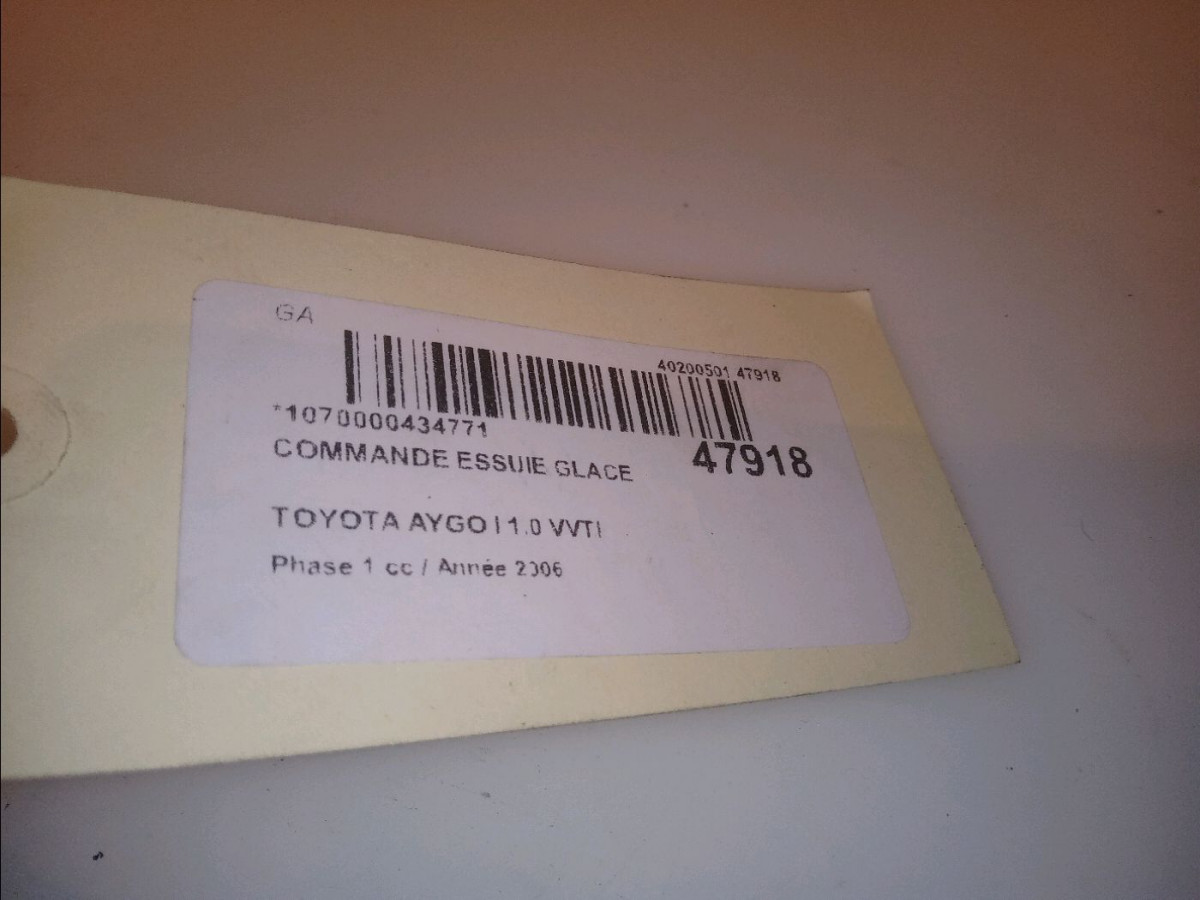 GA
40200501 47918
*1070000434771
47918
COMMANDE ESSUIE GLACE
TOYOTA AYGO I 1.0 VVTI
Phase 1 cc / Année 2006